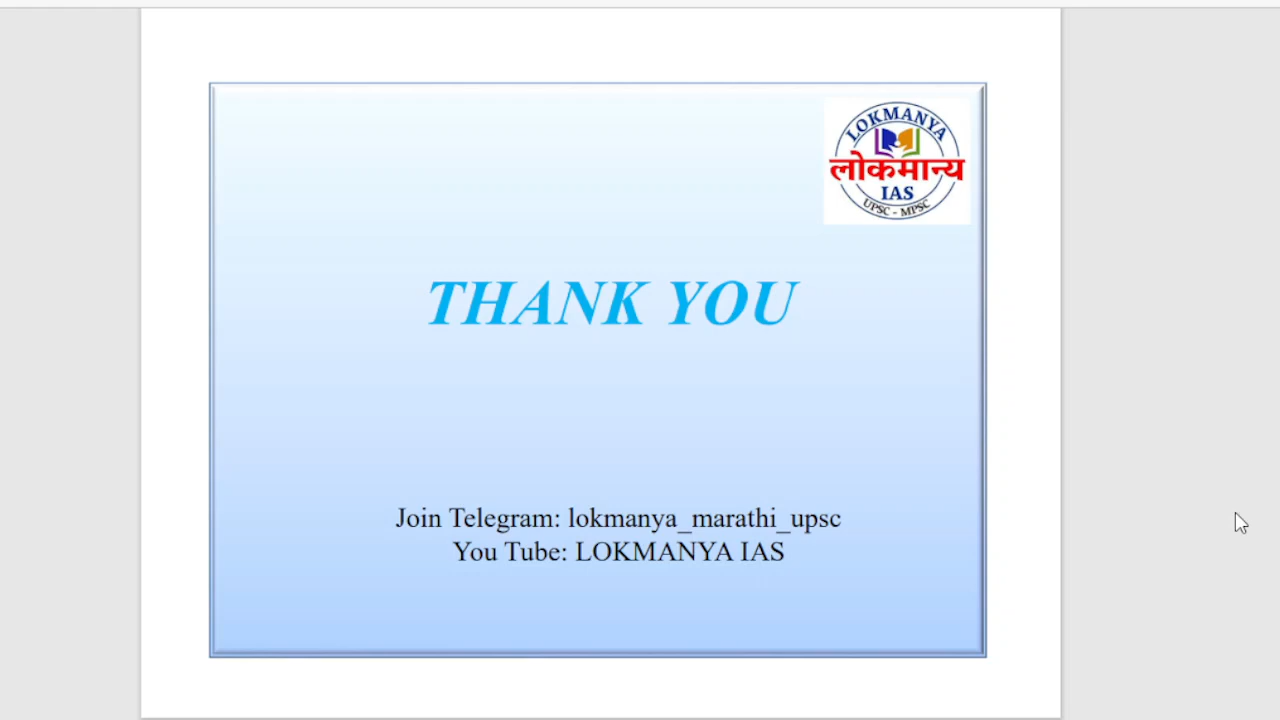 LOKMANYA
लोकमान्य
IAS
UPSC - MPSC
THANK YOU
Join Telegram: lokmanya_marathi_upsc
You Tube: LOKMANYA IAS